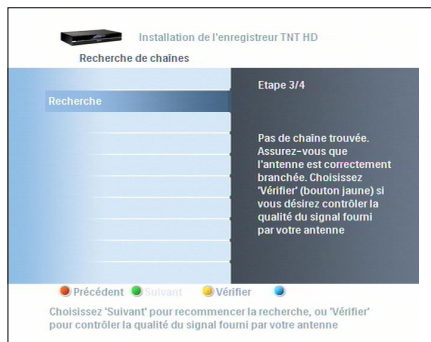 Installation de l'enregistreur TNT HD
Recherche de chaînes
Etape 3/4
Recherche
Pas de chaîne trouvée.
Assurez-vous que
l'antenne est correctement
branchée. Choisissez
'Vérifier' (bouton jaune) si
vous désirez contrôler la
qualité du signal fourni
par votre antenne
Précédent Suivant Vérifier
Choisissez 'Suivant' pour recommencer la recherche, ou 'Vérifier'
pour contrôler la qualité du signal fourni par votre antenne